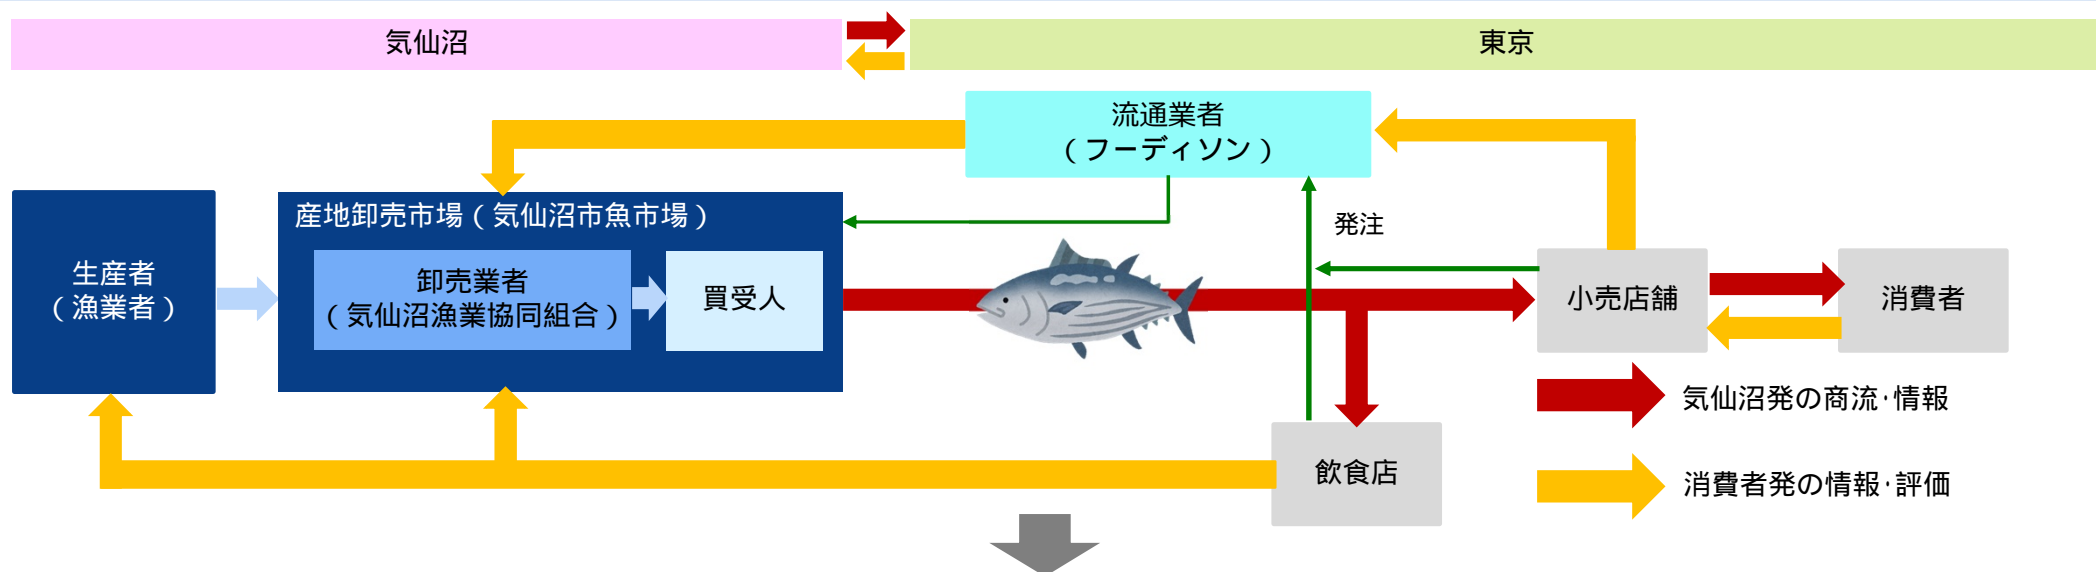 気仙沼
東京
流通業者
（フーディソン）
産地卸売市場（気仙沼市魚市場）
発注
生産者
（漁業者）
卸売業者
（気仙沼漁業協同組合）
買受人
小売店舗
消費者
気仙沼発の商流・情報
飲食店
消費者発の情報・評価